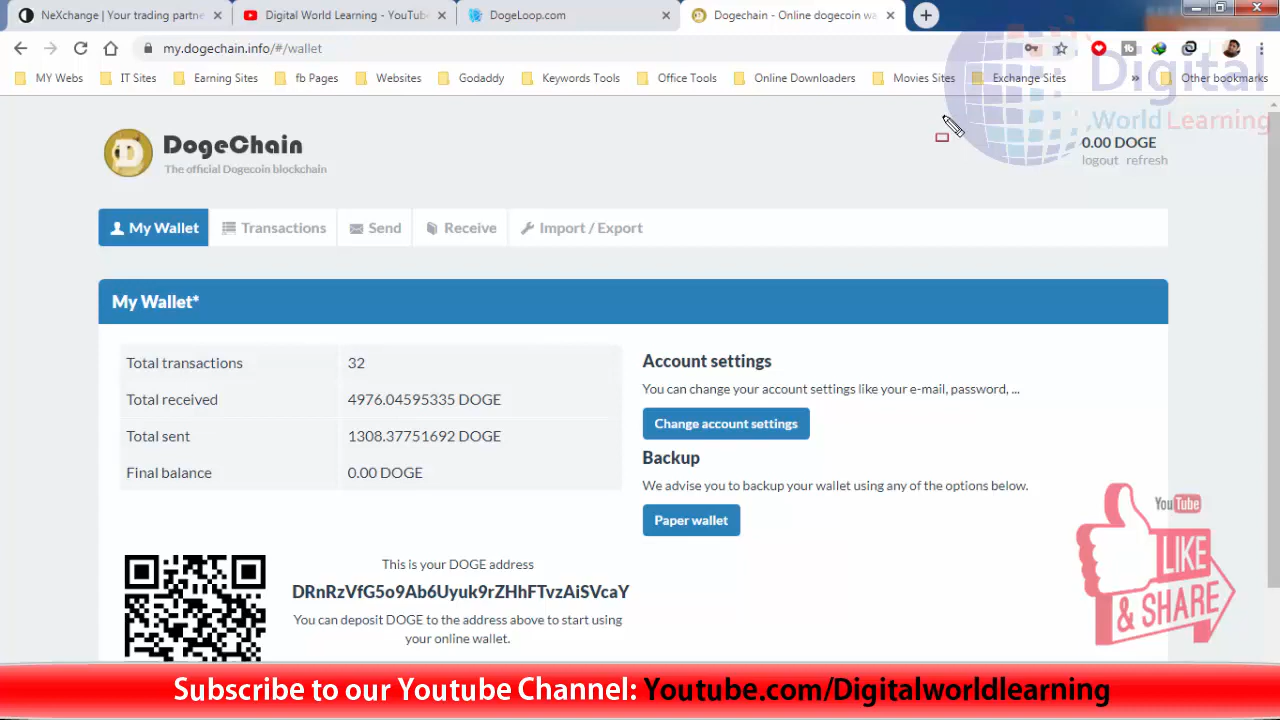 NeXchange | Your trading partne
Digital World Learning - YouTu
DogeLoop.com
Dogechain - Online dogecoin wa
my.dogechain.info/#/wallet
MY Webs
IT Sites
Earning Sites
fb Pages
Websites
Godaddy
Keywords Tools
Office Tools
Online Downloaders
Movies Sites
Exchange Sites
»
Other bookmarks
Digital
World Learning
DogeChain
The official Dogecoin blockchain
0.00 DOGE
logout refresh
My Wallet
Transactions
Send
Receive
Import / Export
My Wallet*
Total transactions 32
Total received 4976.04595335 DOGE
Total sent 1308.37751692 DOGE
Final balance 0.00 DOGE
Account settings
You can change your account settings like your e-mail, password, ...
Change account settings
Backup
We advise you to backup your wallet using any of the options below.
Paper wallet
This is your DOGE address
DRnRzVfG5o9Ab6Uyuk9rZHhFTvzAiSVcaY
You can deposit DOGE to the address above to start using
your online wallet.
YouTube
LIKE
& SHARE
Subscribe to our Youtube Channel: Youtube.com/Digitalworldlearning